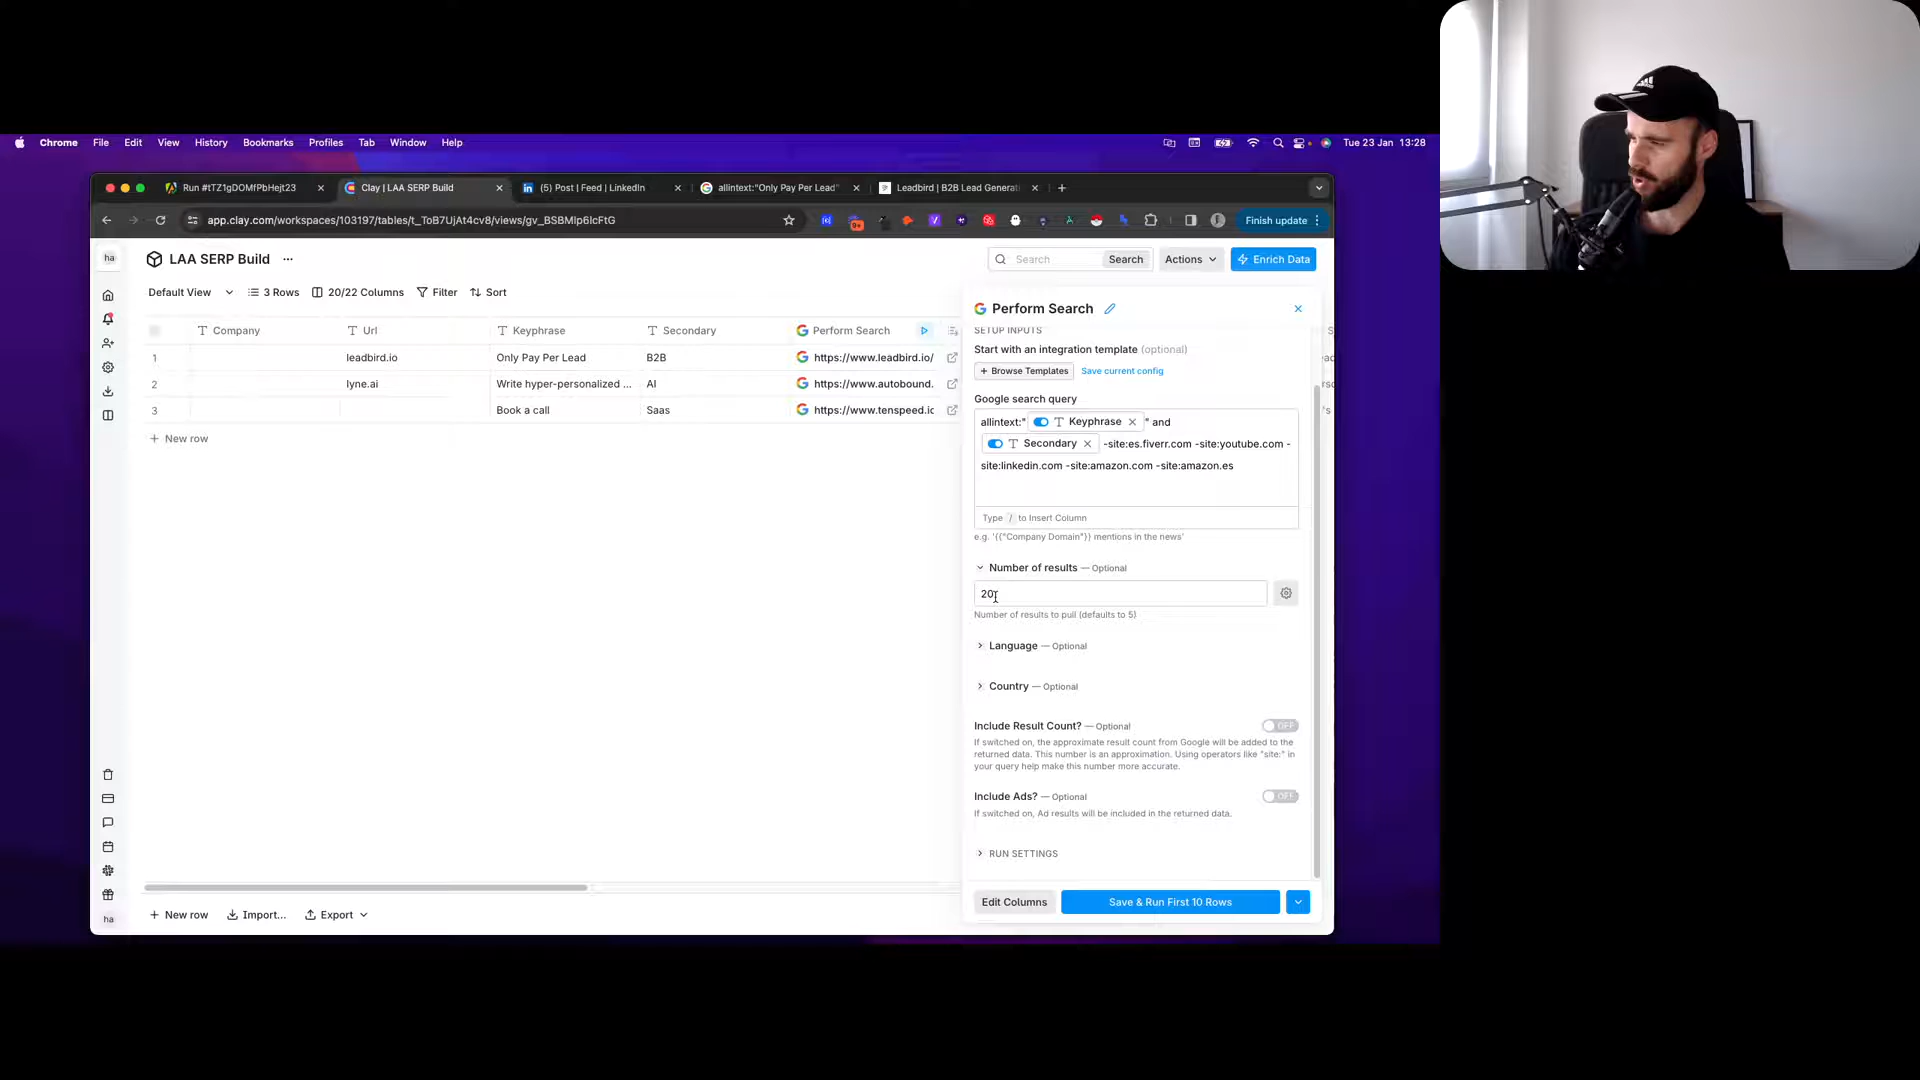 Chrome File Edit View History Bookmarks Profiles Tab Window Help
Tue 23 Jan 13:28
Run #tTZ1gDOMfPbHejt23
Clay | LAA SERP Build
(5) Post | Feed | LinkedIn
allintext:"Only Pay Per Lead"
Leadbird | B2B Lead Generati
app.clay.com/workspaces/103197/tables/t_ToB7UjAt4cv8/views/gv_BSBMlp6IcFtG
9+
Finish update
ha
LAA SERP Build
Search
Search
Actions
Enrich Data
Default View
3 Rows
20/22 Columns
Filter
Sort
Company Url Keyphrase Secondary Perform Search
1 leadbird.io Only Pay Per Lead B2B https://www.leadbird.io/
2 lyne.ai Write hyper-personalized ... AI https://www.autobound.
3 Book a call Saas https://www.tenspeed.ic
+ New row
Perform Search
SETUP INPUTS
Start with an integration template (optional)
+ Browse Templates
Save current config
Google search query
allintext:" Keyphrase " and
Secondary -site:es.fiverr.com -site:youtube.com -
site:linkedin.com -site:amazon.com -site:amazon.es
Type / to Insert Column
e.g. '{{"Company Domain"}} mentions in the news'
Number of results — Optional
20
Number of results to pull (defaults to 5)
Language — Optional
Country — Optional
Include Result Count? — Optional
OFF
If switched on, the approximate result count from Google will be added to the
returned data. This number is an approximation. Using operators like "site:" in
your query help make this number more accurate.
Include Ads? — Optional
OFF
If switched on, Ad results will be included in the returned data.
RUN SETTINGS
Edit Columns
Save & Run First 10 Rows
ha
+ New row
Import...
Export